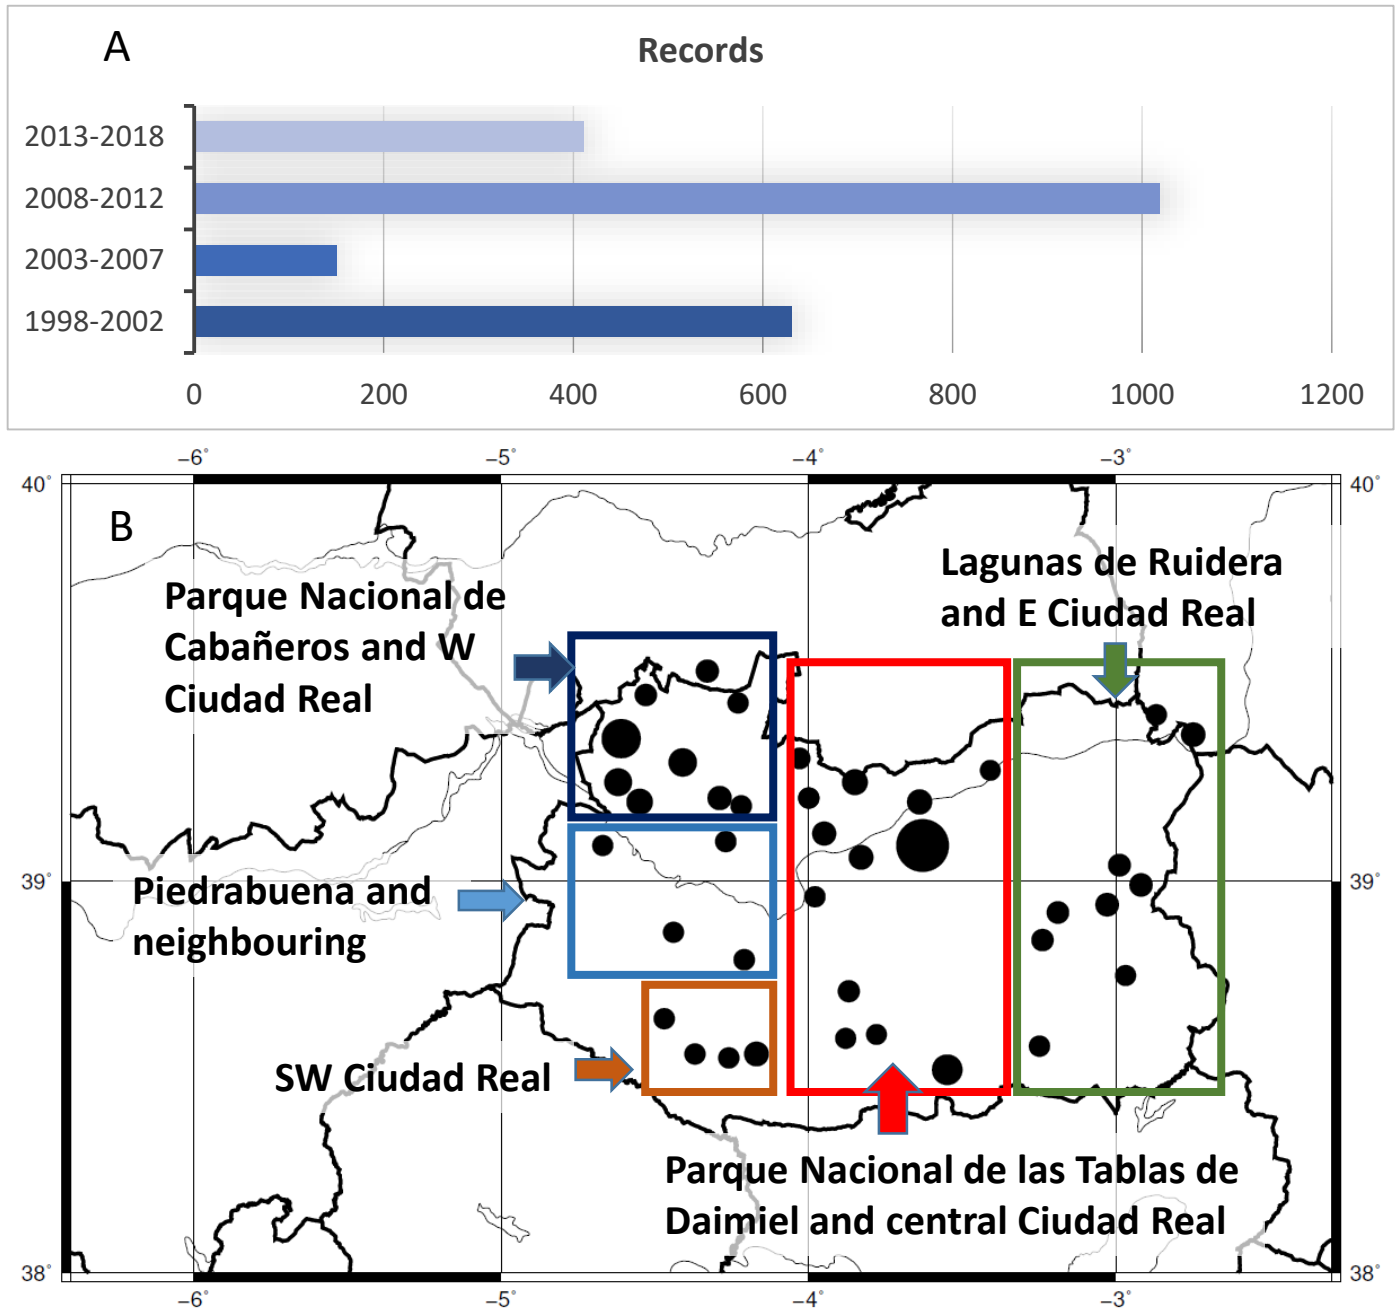 A
Records
2013-2018
2008-2012
2003-2007
1998-2002
0 200 400 600 800 1000 1200
−6° −5° −4° −3°
40° 40°
B
Lagunas de Ruidera
and E Ciudad Real
Parque Nacional de
Cabañeros and W
Ciudad Real
39° 39°
Piedrabuena and
neighbouring
SW Ciudad Real
Parque Nacional de las Tablas de
Daimiel and central Ciudad Real
38° 38°
−6° −5° −4° −3°